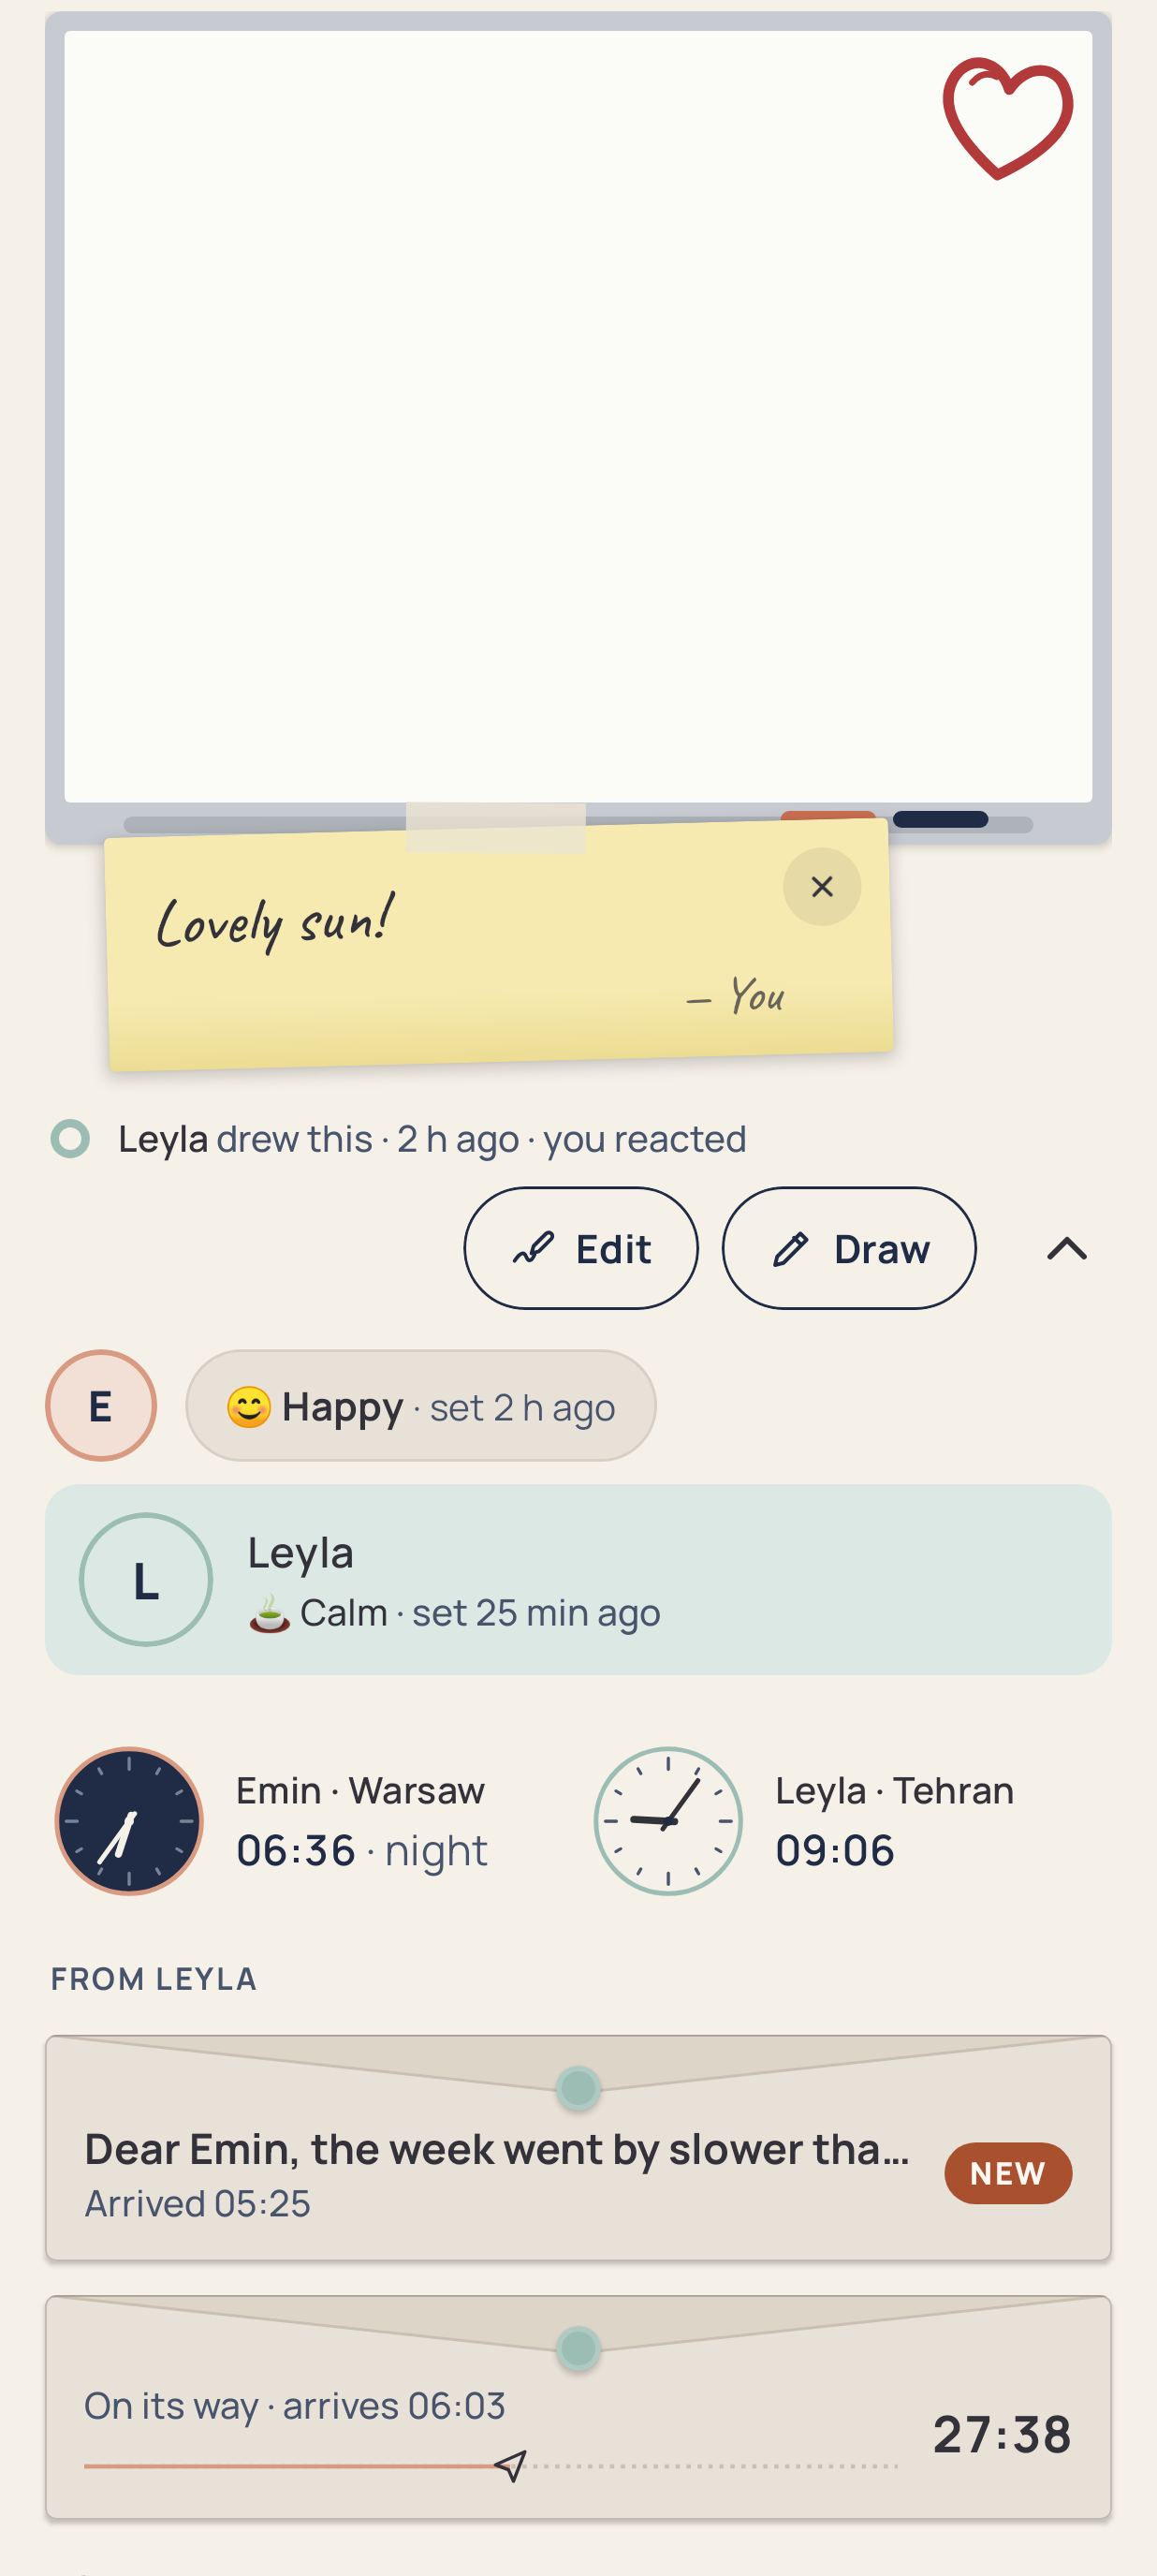 Lovely sun!
– You
Leyla drew this · 2 h ago · you reacted
Edit
Draw
E
😊 Happy · set 2 h ago
L
Leyla
🍵 Calm · set 25 min ago
Emin · Warsaw
06:36 · night
Leyla · Tehran
09:06
FROM LEYLA
Dear Emin, the week went by slower tha...
NEW
Arrived 05:25
On its way · arrives 06:03
27:38